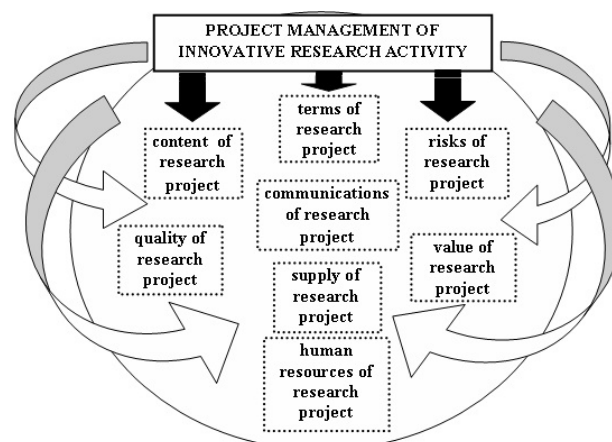 PROJECT MANAGEMENT OF
INNOVATIVE RESEARCH ACTIVITY
content of
research
project
terms of
research
project
risks of
research
project
communications
of research
project
quality of
research
project
value of
research
project
supply of
research
project
human
resources of
research
project